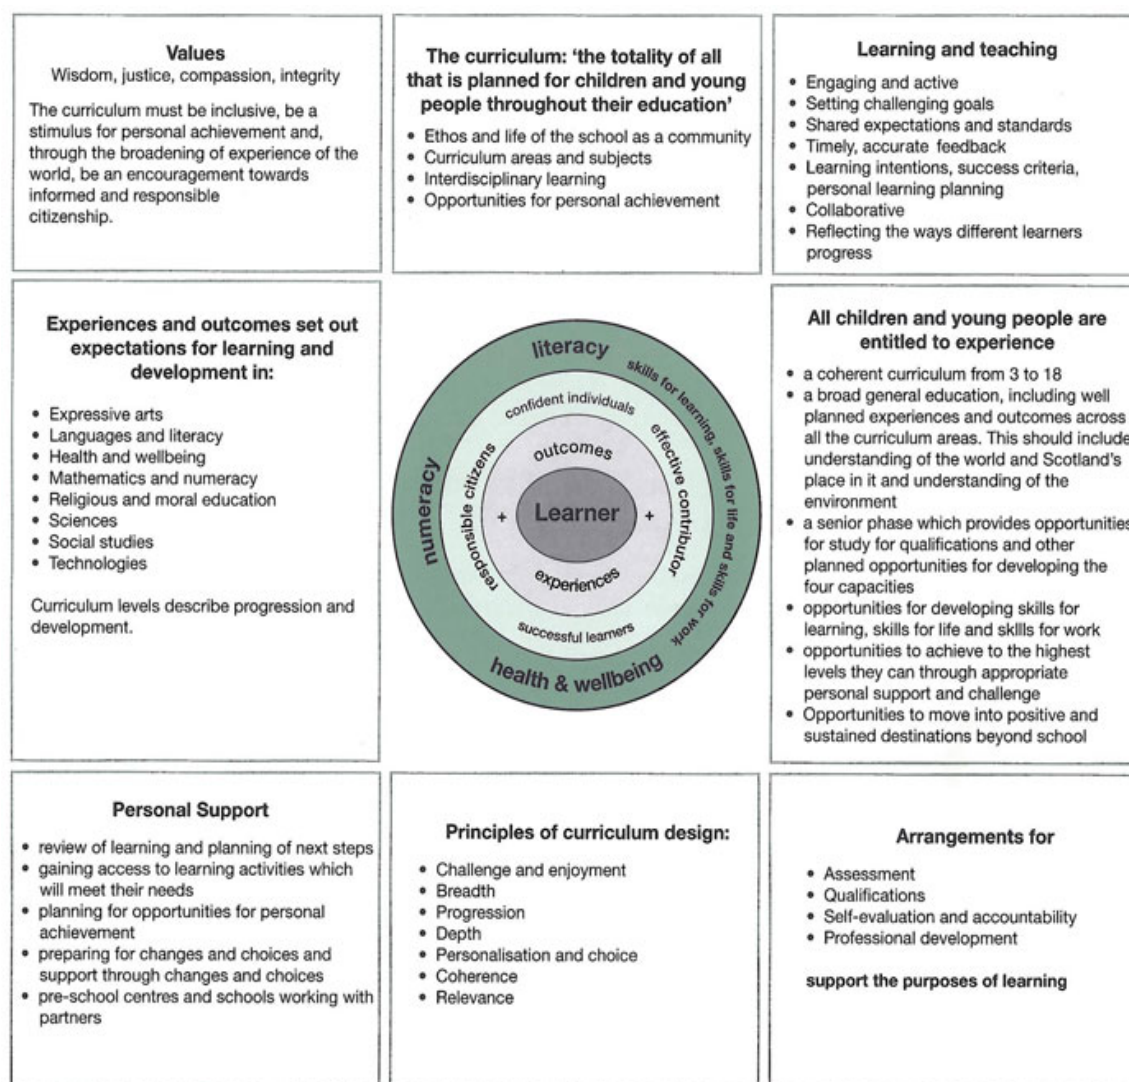 Values
Wisdom, justice, compassion, integrity
The curriculum must be inclusive, be a
stimulus for personal achievement and,
through the broadening of experience of the
world, be an encouragement towards
informed and responsible
citizenship.
The curriculum: ‘the totality of all
that is planned for children and young
people throughout their education’
• Ethos and life of the school as a community
• Curriculum areas and subjects
• Interdisciplinary learning
• Opportunities for personal achievement
Learning and teaching
• Engaging and active
• Setting challenging goals
• Shared expectations and standards
• Timely, accurate feedback
• Learning intentions, success criteria,
personal learning planning
• Collaborative
• Reflecting the ways different learners
progress
Experiences and outcomes set out
expectations for learning and
development in:
• Expressive arts
• Languages and literacy
• Health and wellbeing
• Mathematics and numeracy
• Religious and moral education
• Sciences
• Social studies
• Technologies
Curriculum levels describe progression and
development.
literacy
skills for learning, skills for life and skills for work
numeracy
health & wellbeing
confident individuals
effective contributor
responsible citizens
successful learners
outcomes
+ Learner +
experiences
All children and young people are
entitled to experience
• a coherent curriculum from 3 to 18
• a broad general education, including well
planned experiences and outcomes across
all the curriculum areas. This should include
understanding of the world and Scotland’s
place in it and understanding of the
environment
• a senior phase which provides opportunities
for study for qualifications and other
planned opportunities for developing the
four capacities
• opportunities for developing skills for
learning, skills for life and skills for work
• opportunities to achieve to the highest
levels they can through appropriate
personal support and challenge
• Opportunities to move into positive and
sustained destinations beyond school
Personal Support
• review of learning and planning of next steps
• gaining access to learning activities which
will meet their needs
• planning for opportunities for personal
achievement
• preparing for changes and choices and
support through changes and choices
• pre-school centres and schools working with
partners
Principles of curriculum design:
• Challenge and enjoyment
• Breadth
• Progression
• Depth
• Personalisation and choice
• Coherence
• Relevance
Arrangements for
• Assessment
• Qualifications
• Self-evaluation and accountability
• Professional development
support the purposes of learning